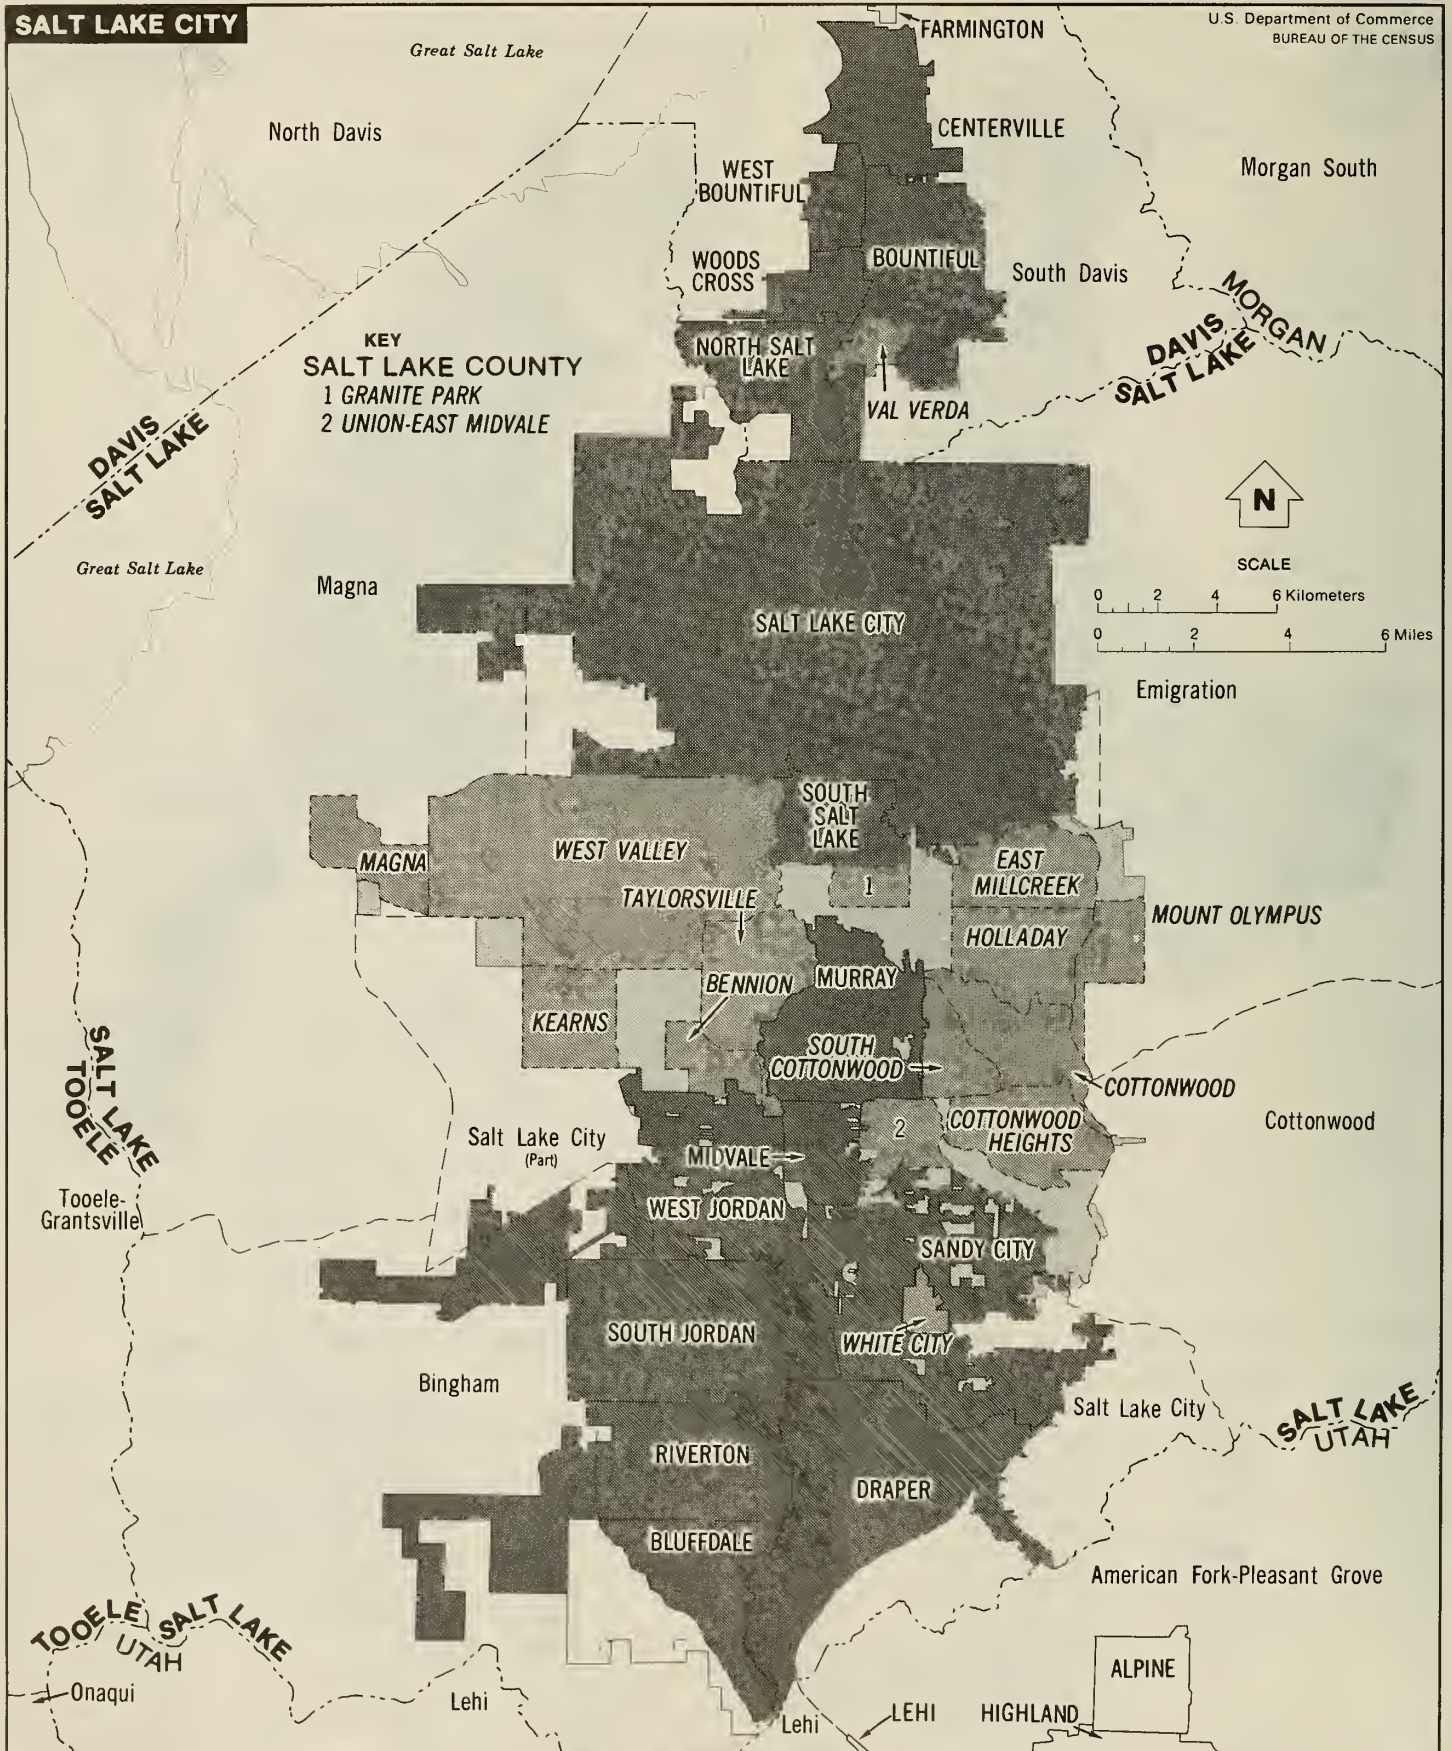 SALT LAKE CITY
U.S. Department of Commerce
BUREAU OF THE CENSUS
Great Salt Lake
FARMINGTON
North Davis
CENTERVILLE
WEST
BOUNTIFUL
Morgan South
WOODS
CROSS
BOUNTIFUL
South Davis
MORGAN
DAVIS
SALT LAKE
KEY
SALT LAKE COUNTY
1 GRANITE PARK
2 UNION-EAST MIDVALE
NORTH SALT
LAKE
VAL VERDA
DAVIS
SALT LAKE
N
Great Salt Lake
Magna
SCALE
0 2 4 6 Kilometers
0 2 4 6 Miles
SALT LAKE CITY
Emigration
SOUTH
SALT
LAKE
MAGNA
WEST VALLEY
EAST
MILLCREEK
TAYLORSVILLE
1
MOUNT OLYMPUS
HOLLADAY
BENNION
MURRAY
KEARNS
SOUTH
COTTONWOOD
COTTONWOOD
SALT LAKE
TOOELE
Salt Lake City
(Part)
2
COTTONWOOD
HEIGHTS
Cottonwood
MIDVALE
Tooele-
Grantsville
WEST JORDAN
SANDY CITY
SOUTH JORDAN
WHITE CITY
Bingham
Salt Lake City
SALT LAKE
UTAH
RIVERTON
DRAPER
BLUFFDALE
American Fork-Pleasant Grove
TOOELE
SALT LAKE
UTAH
Onaqui
Lehi
Lehi
LEHI
HIGHLAND
ALPINE